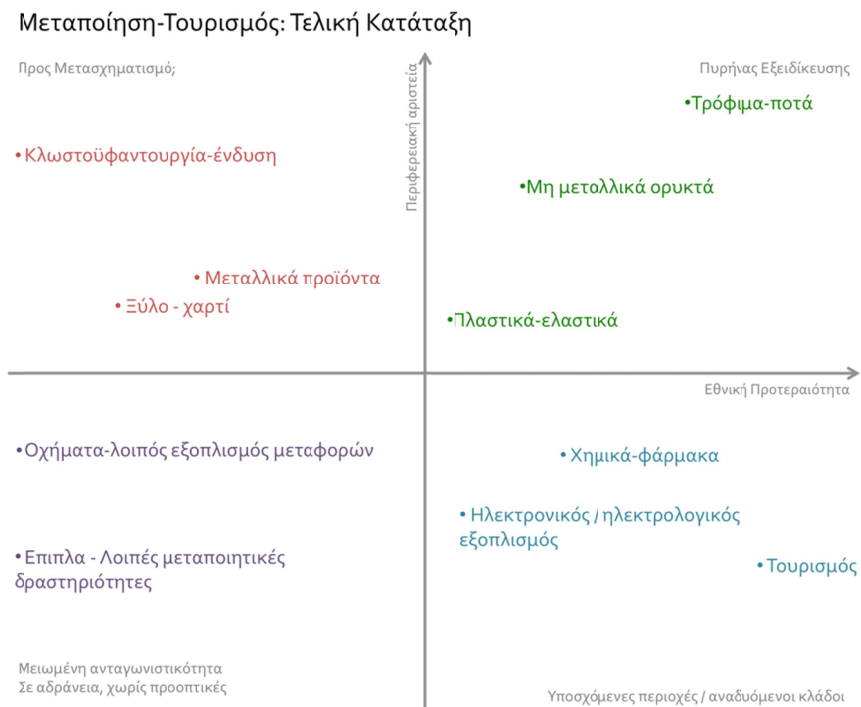 Μεταποίηση-Τουρισμός: Τελική Κατάταξη
Προς Μετασχηματισμό;
Περιφερειακή αριστεία
Πυρήνας Εξειδίκευσης
•Τρόφιμα-ποτά
•Κλωστοϋφαντουργία-ένδυση
•Μη μεταλλικά ορυκτά
• Μεταλλικά προϊόντα
• Ξύλο - χαρτί
•Πλαστικά-ελαστικά
Εθνική Προτεραιότητα
•Οχήματα-λοιπός εξοπλισμός μεταφορών
• Χημικά-φάρμακα
• Ηλεκτρονικός / ηλεκτρολογικός
εξοπλισμός
•Επιπλα - Λοιπές μεταποιητικές
δραστηριότητες
• Τουρισμός
Μειωμένη ανταγωνιστικότητα
Σε αδράνεια, χωρίς προοπτικές
Υποσχόμενες περιοχές / αναδυόμενοι κλάδοι